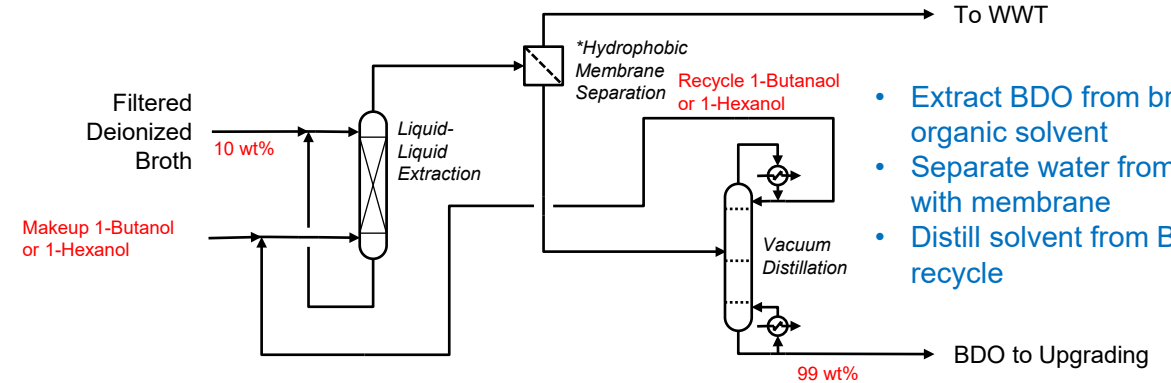 To WWT
*Hydrophobic
Membrane
Separation
Recycle 1-Butanaol
or 1-Hexanol
Filtered
Deionized
Broth
10 wt%
Liquid-
Liquid
Extraction
Makeup 1-Butanol
or 1-Hexanol
• Extract BDO from
organic solvent
• Separate water from
with membrane
• Distill solvent from
recycle
Vacuum
Distillation
BDO to Upgrading
99 wt%